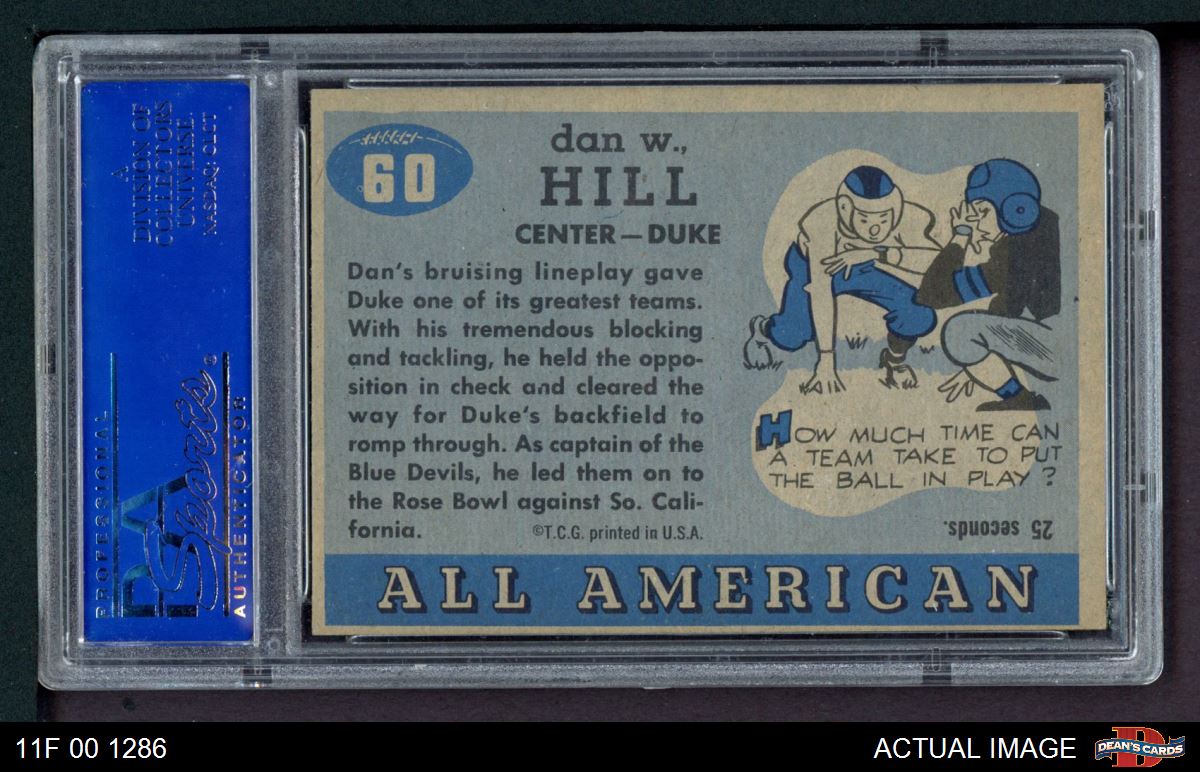 A
DIVISION OF
COLLECTORS
UNIVERSE
NASDAQ: CLCT
PROFESSIONAL
PSA
Sports®
AUTHENTICATOR
60
dan w.,
HILL
CENTER—DUKE
Dan's bruising lineplay gave
Duke one of its greatest teams.
With his tremendous blocking
and tackling, he held the oppo-
sition in check and cleared the
way for Duke's backfield to
romp through. As captain of the
Blue Devils, he led them on to
the Rose Bowl against So. Cali-
fornia.
©T.C.G. printed in U.S.A.
HOW MUCH TIME CAN
A TEAM TAKE TO PUT
THE BALL IN PLAY?
25 seconds.
ALL AMERICAN
11F 00 1286
ACTUAL IMAGE
D
DEAN'S CARDS